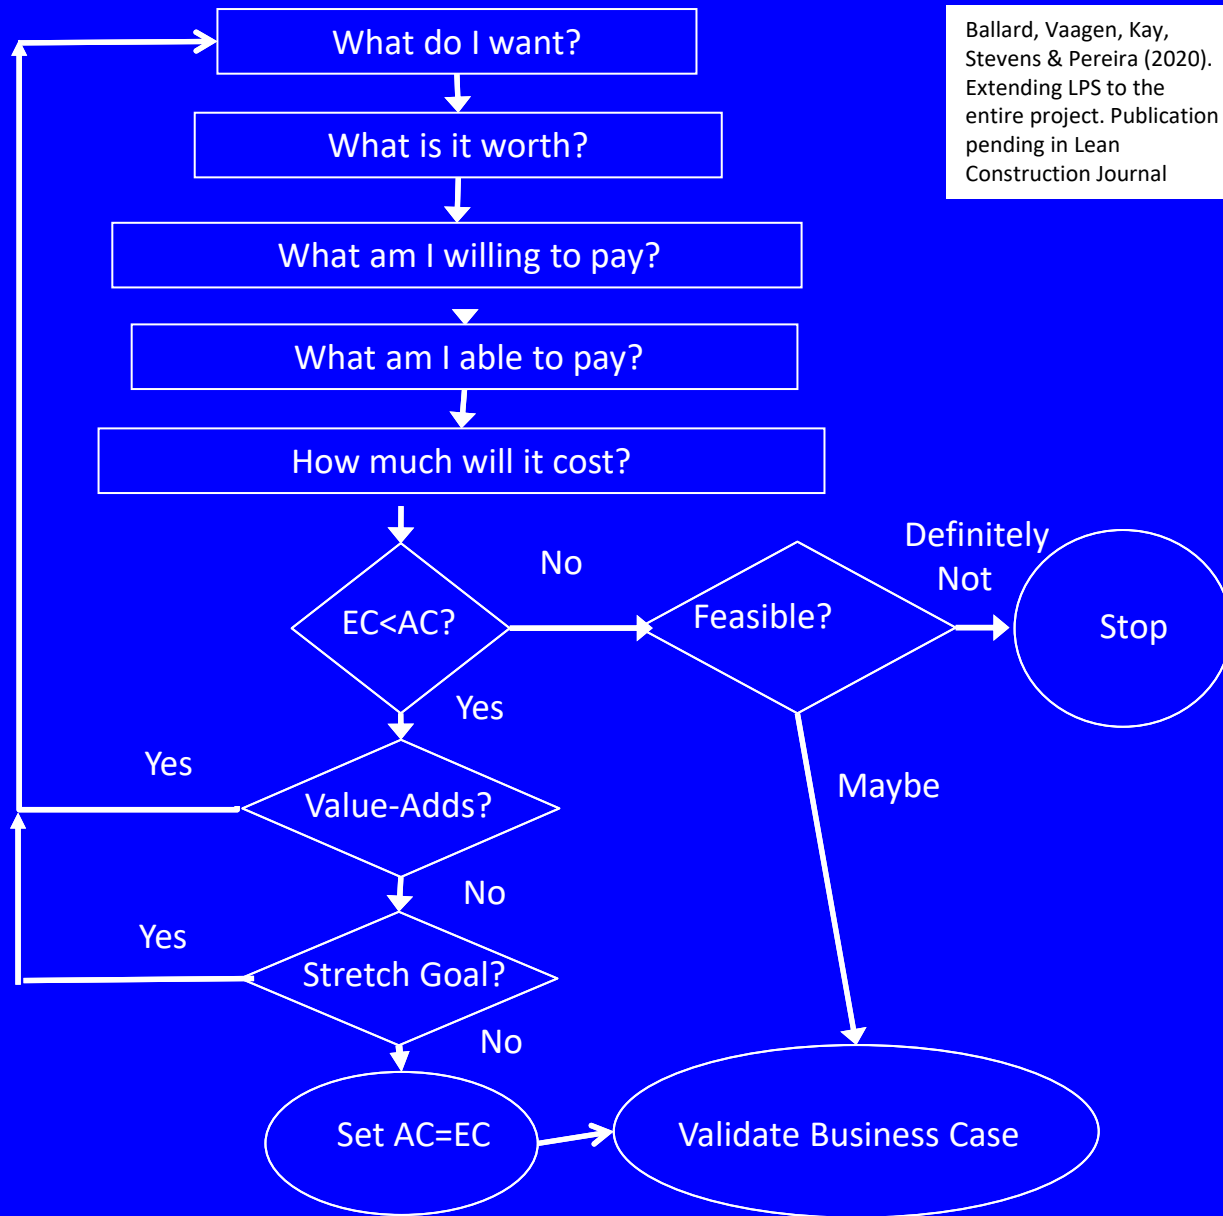 What do I want?
Ballard, Vaagen, Kay,
Stevens & Pereira (2020).
Extending LPS to the
entire project. Publication
pending in Lean
Construction Journal
What is it worth?
What am I willing to pay?
What am I able to pay?
How much will it cost?
EC<AC?
No
Feasible?
Definitely
Not
Stop
Yes
Maybe
Yes
Value-Adds?
No
Yes
Stretch Goal?
No
Set AC=EC
Validate Business Case